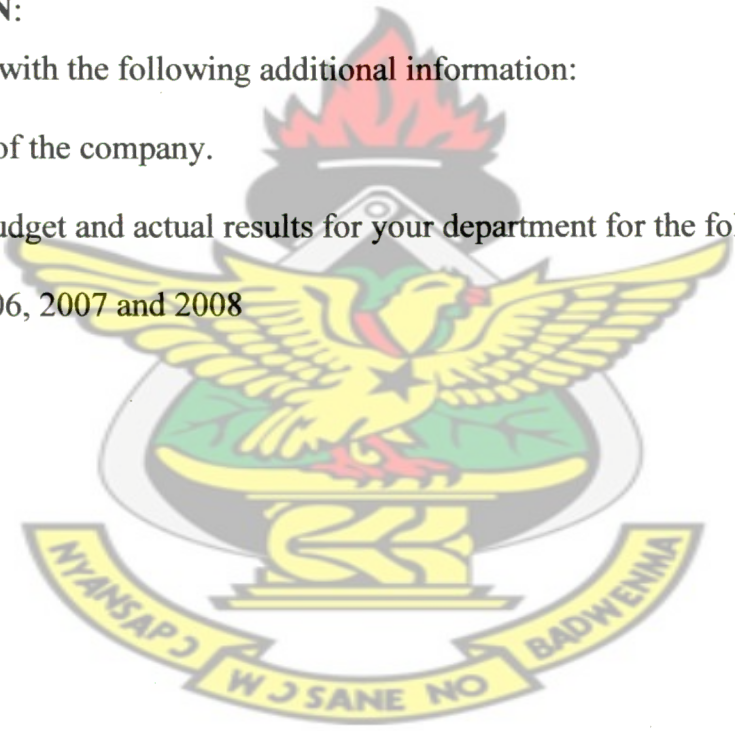 N:
with the following additional information:
of the company.
udget and actual results for your department for the fo
06, 2007 and 2008
NYANSAPƆ WƆSANE NO BADWENMA